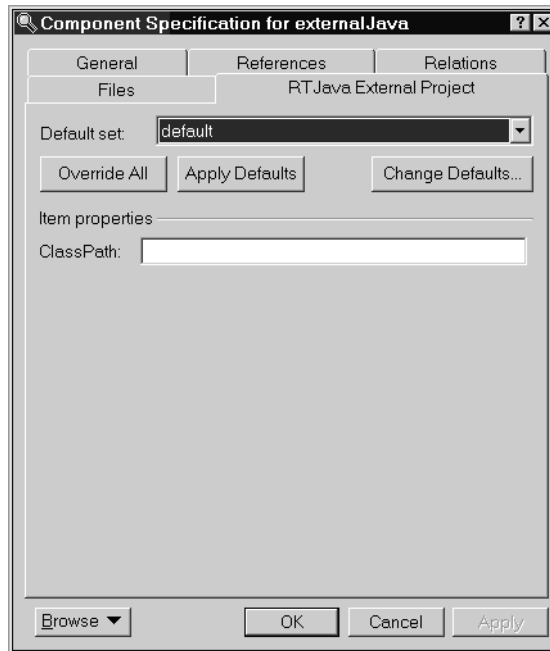 Component Specification for externalJava
General References Relations
Files RTJava External Project
Default set: default
Override All Apply Defaults Change Defaults...
Item properties
ClassPath:
Browse OK Cancel Apply